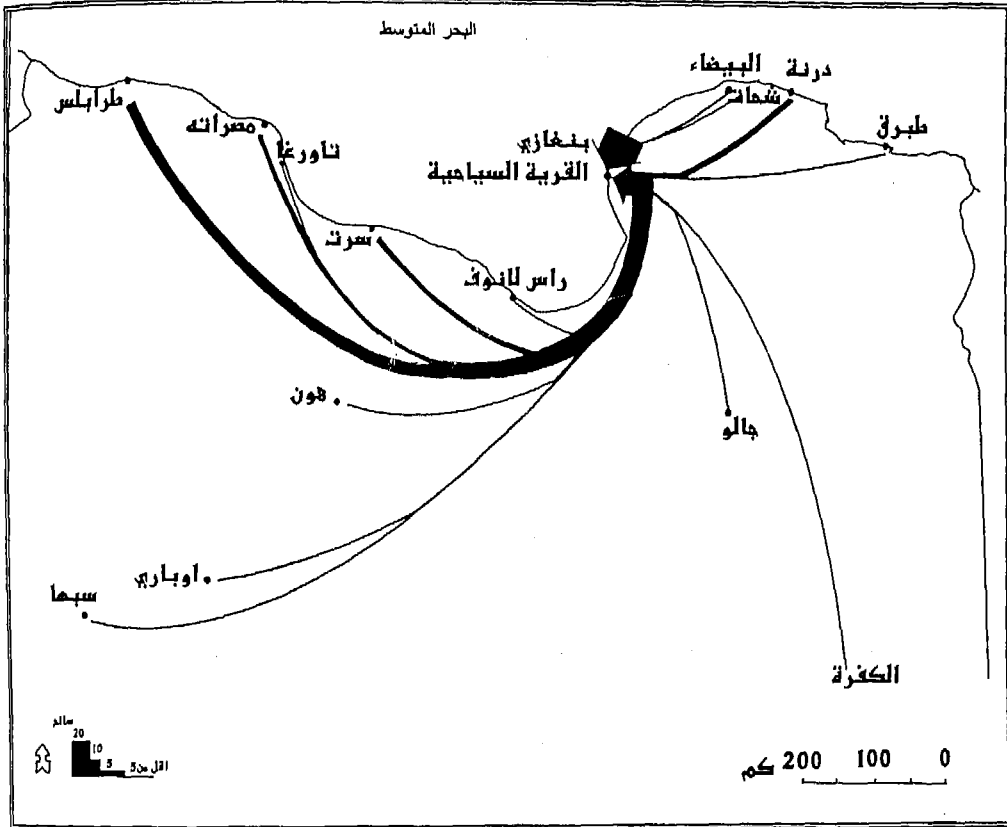 البحر المتوسط
طرابلس
مصراته
تاورغا
سرت
راس لانوف
بنغازي
القرية السياحية
البيضاء
شحات
درنة
طبرق
هون
جالو
اوباري
سبها
الكفرة
سائح
20
10
5
اقل من 5
كم 200 100 0